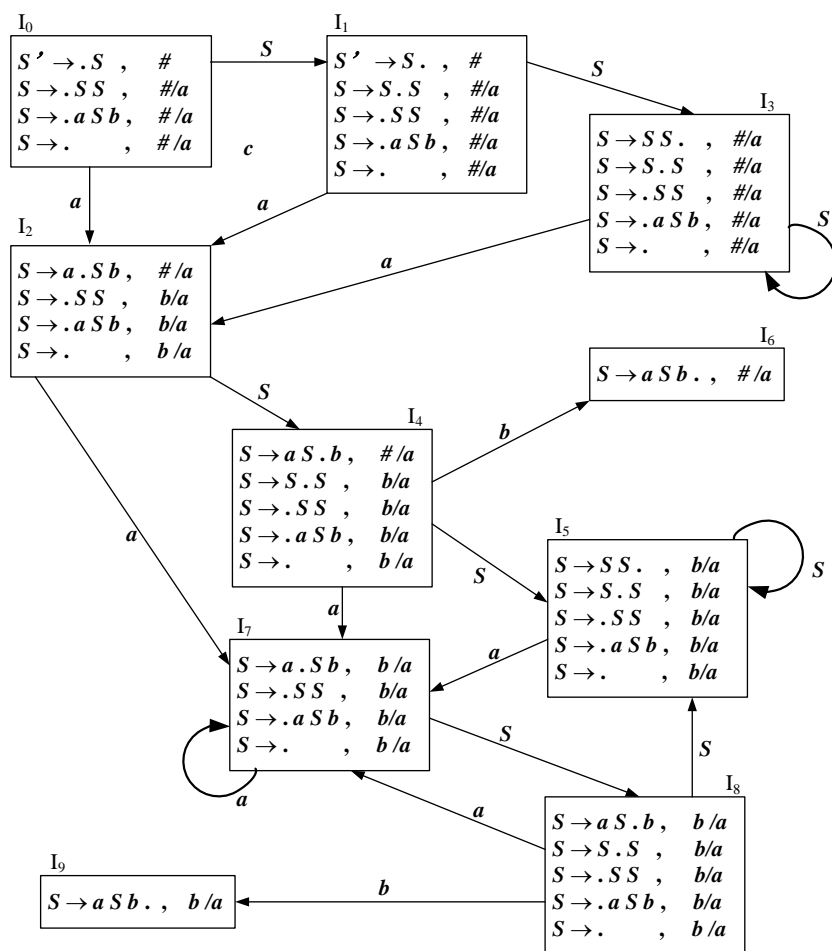 I0
S' → . S , #
S → . S S , #/a
S → . a S b , #/a
S → . , #/a
S
I1
S' → S . , #
S → S . S , #/a
S → . S S , #/a
S → . a S b , #/a
S → . , #/a
S
I3
S → S S . , #/a
S → S . S , #/a
S → . S S , #/a
S → . a S b , #/a
S → . , #/a
S
c
a
a
a
I2
S → a . S b , #/a
S → . S S , b/a
S → . a S b , b/a
S → . , b/a
S
a
I6
S → a S b . , #/a
b
I4
S → a S . b , #/a
S → S . S , b/a
S → . S S , b/a
S → . a S b , b/a
S → . , b/a
S
a
I5
S → S S . , b/a
S → S . S , b/a
S → . S S , b/a
S → . a S b , b/a
S → . , b/a
S
a
I7
S → a . S b , b/a
S → . S S , b/a
S → . a S b , b/a
S → . , b/a
a
S
S
a
I8
S → a S . b , b/a
S → S . S , b/a
S → . S S , b/a
S → . a S b , b/a
S → . , b/a
b
I9
S → a S b . , b/a